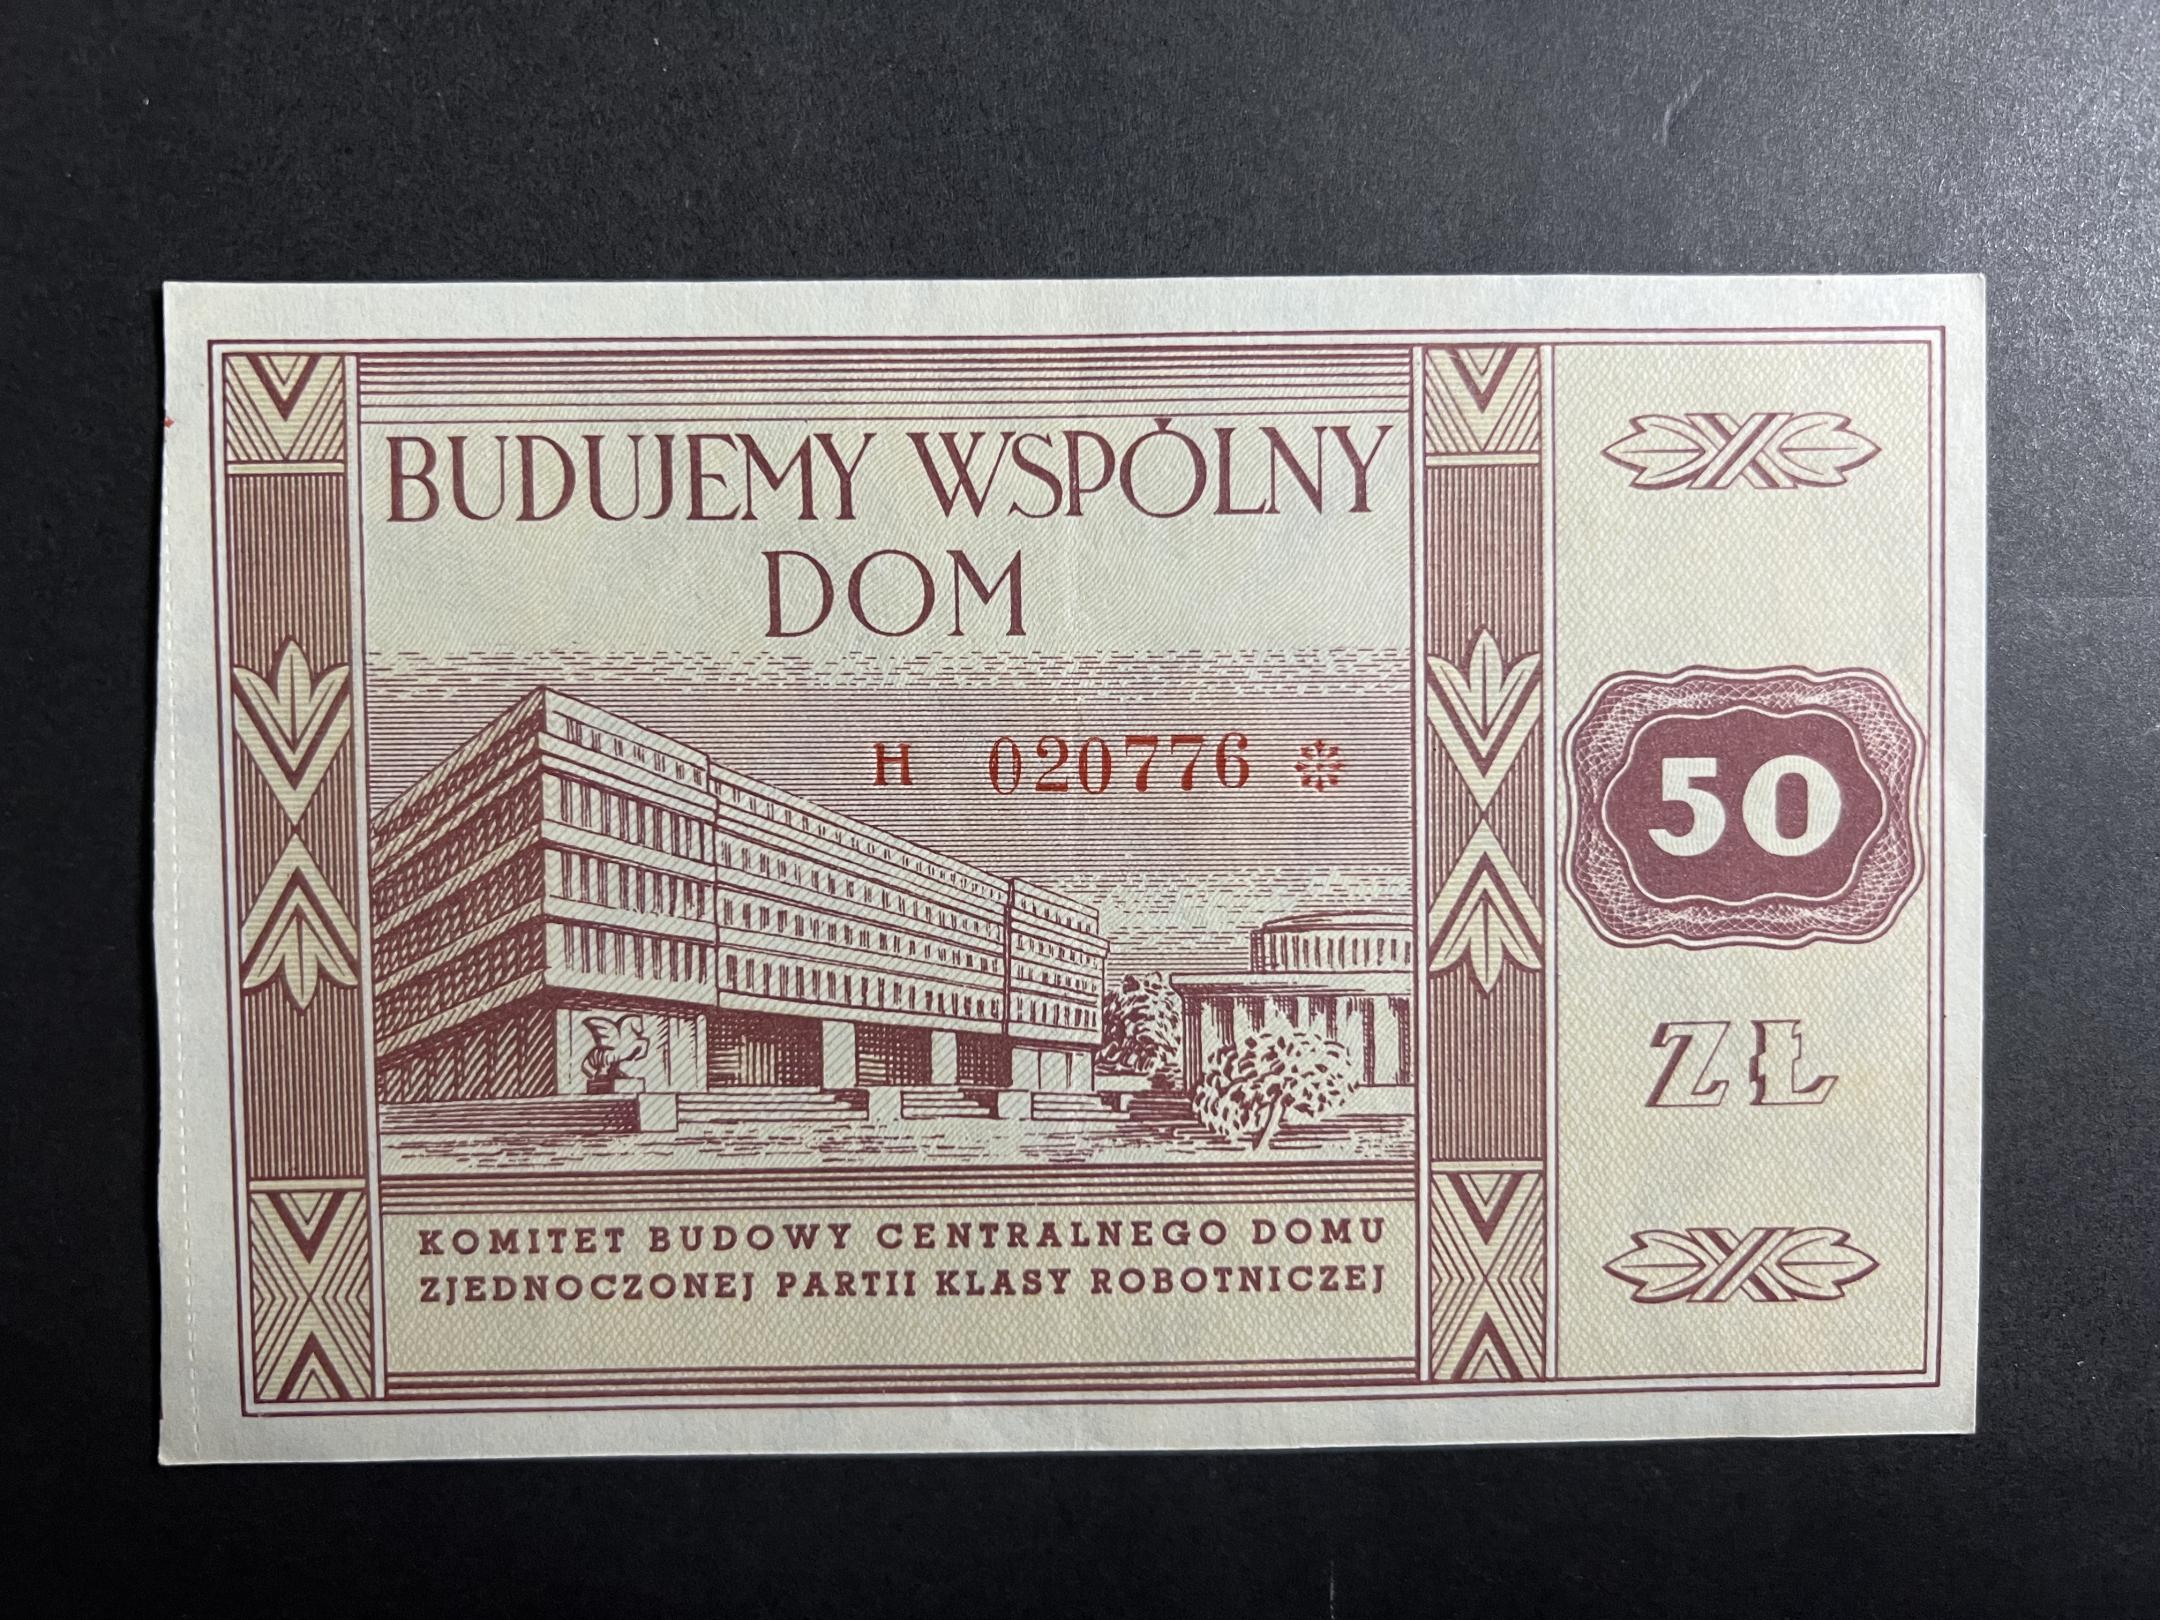 BUDUJEMY WSPÓLNY
DOM
H 020776 *
50
ZŁ
KOMITET BUDOWY CENTRALNEGO DOMU
ZJEDNOCZONEJ PARTII KLASY ROBOTNICZEJ